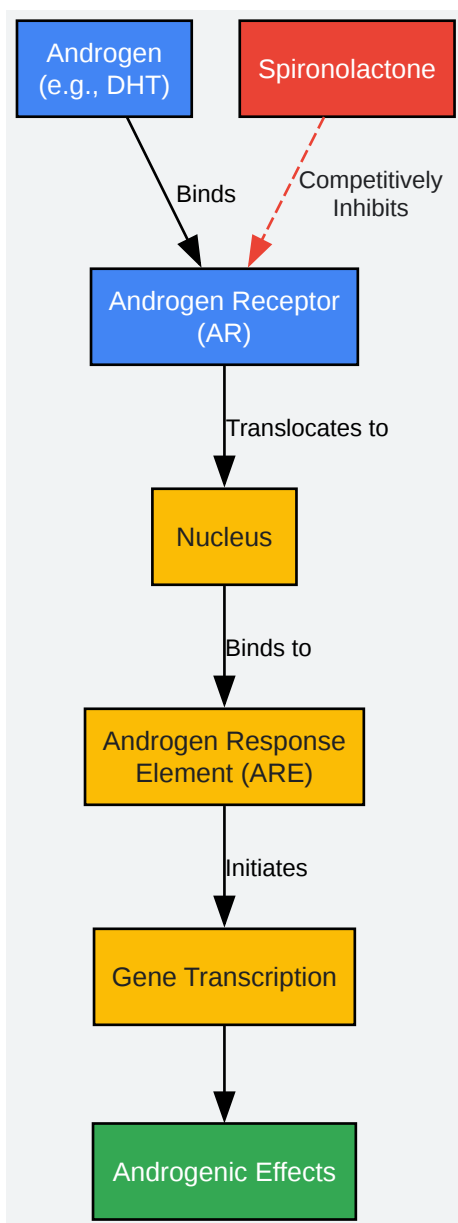 Androgen
(e.g., DHT)
Spironolactone
Binds
Competitively
Inhibits
Androgen Receptor
(AR)
Translocates to
Nucleus
Binds to
Androgen Response
Element (ARE)
Initiates
Gene Transcription
Androgenic Effects